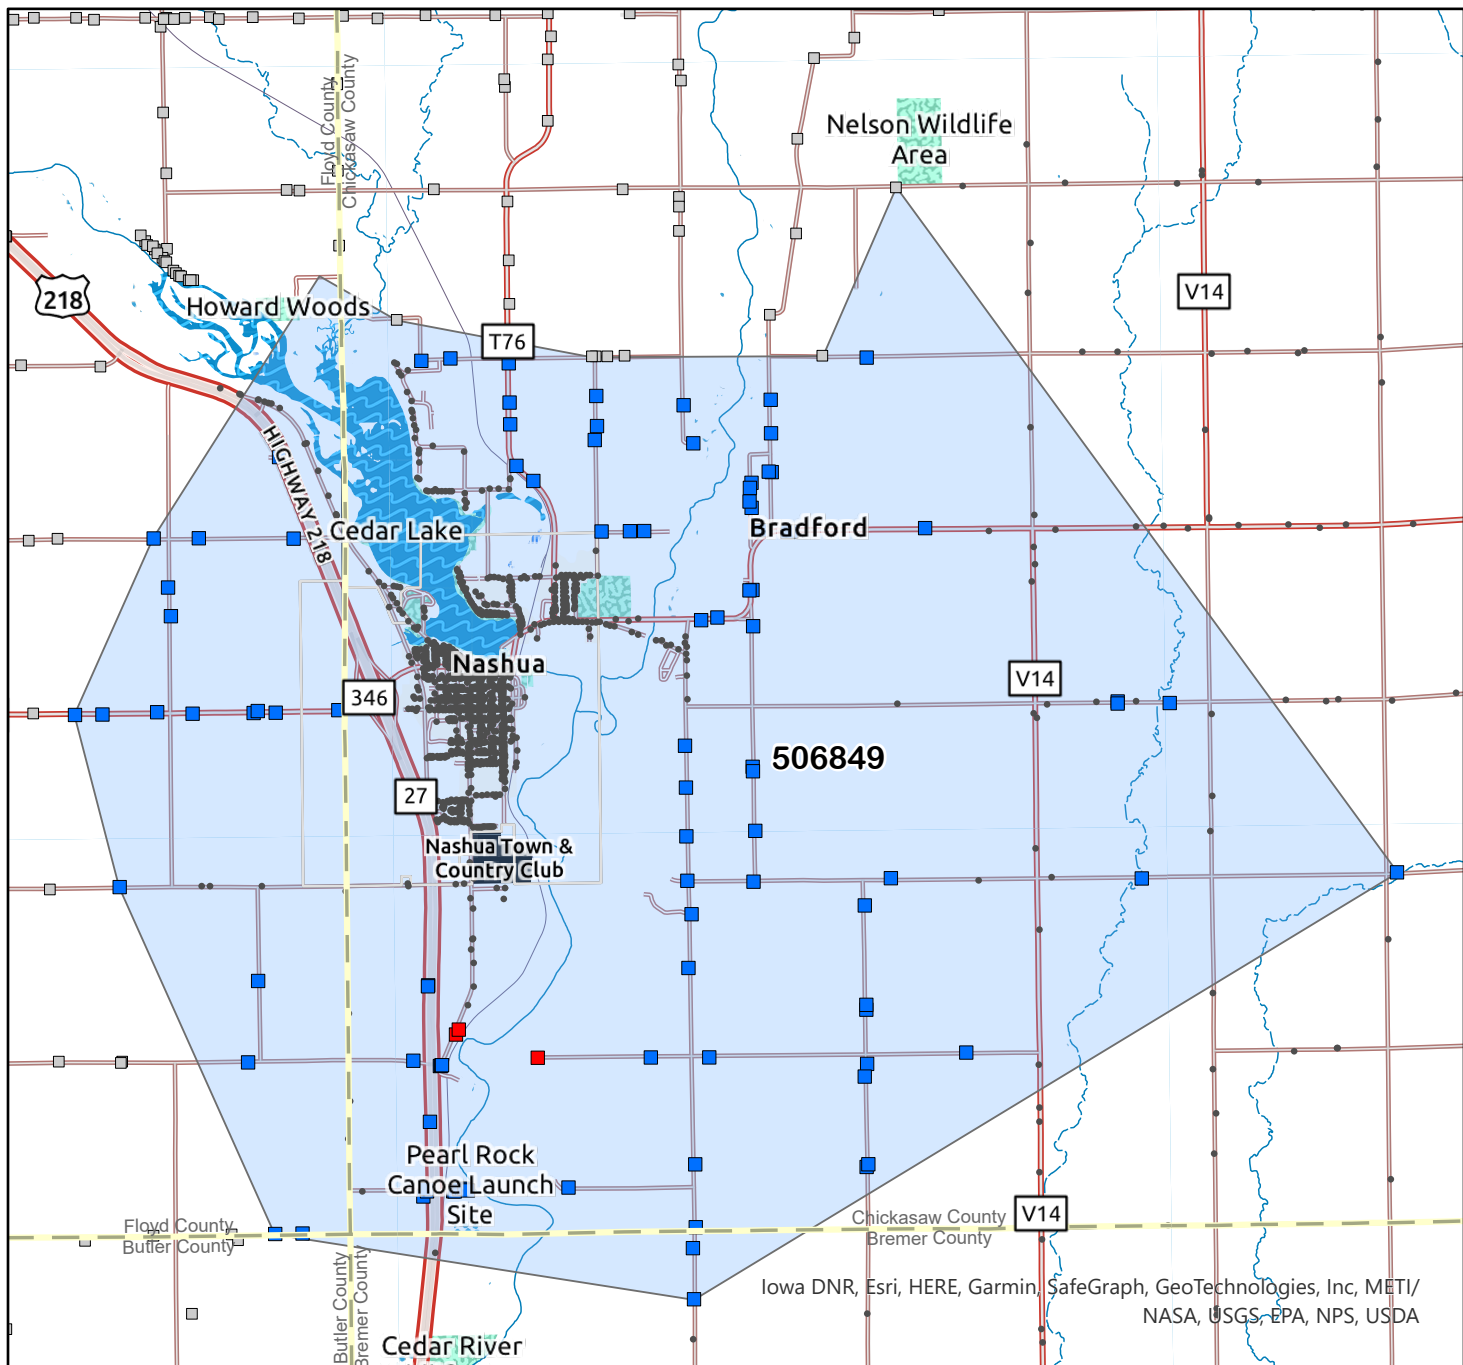 Floyd County
Chickasaw County
Nelson Wildlife
Area
218
Howard Woods
V14
T76
HIGHWAY 218
Cedar Lake
Bradford
Nashua
346
V14
506849
27
Nashua Town &
Country Club
Pearl Rock
Canoe Launch
Site
Floyd County
Butler County
Chickasaw County
Bremer County
V14
Butler County
Bremer County
Iowa DNR, Esri, HERE, Garmin, SafeGraph, GeoTechnologies, Inc, METI/
NASA, USGS, EPA, NPS, USDA
Cedar River